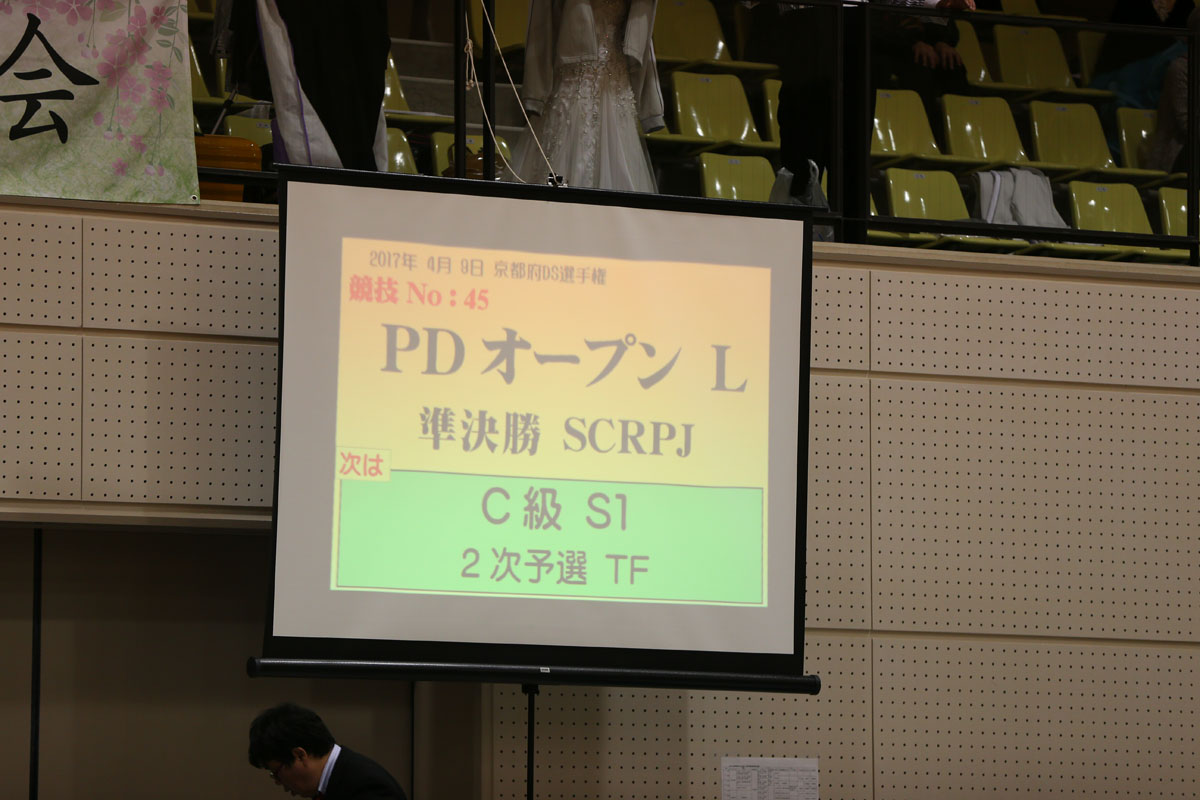 会
2017年 4月 9日 京都府DS選手権
競技 No：45
PD オープン L
準決勝 SCRPJ
次は
C級 S1
2次予選 TF